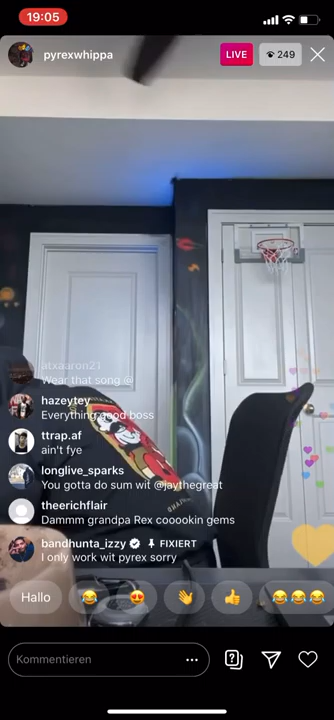 19:05
pyrexwhippa
LIVE
249
atxaaron21
Wear that song @
hazeytey
Everything good boss
ttrap.af
ain't fye
longlive_sparks
You gotta do sum wit @jaythegreat
theerichflair
Dammm grandpa Rex cooookin gems
bandhunta_izzy FIXIERT
I only work wit pyrex sorry
Hallo
Kommentieren